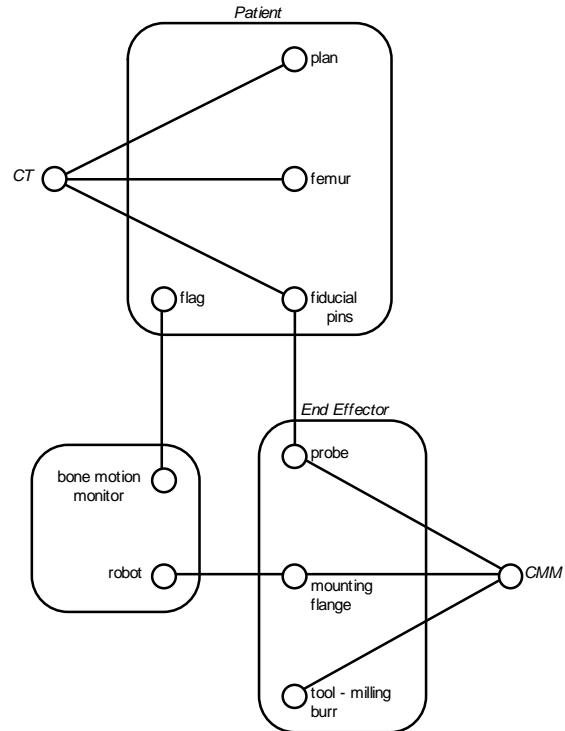 Patient
plan
CT
femur
flag
fiducial
pins
End Effector
probe
bone motion
monitor
robot
mounting
flange
CMM
tool - milling
burr